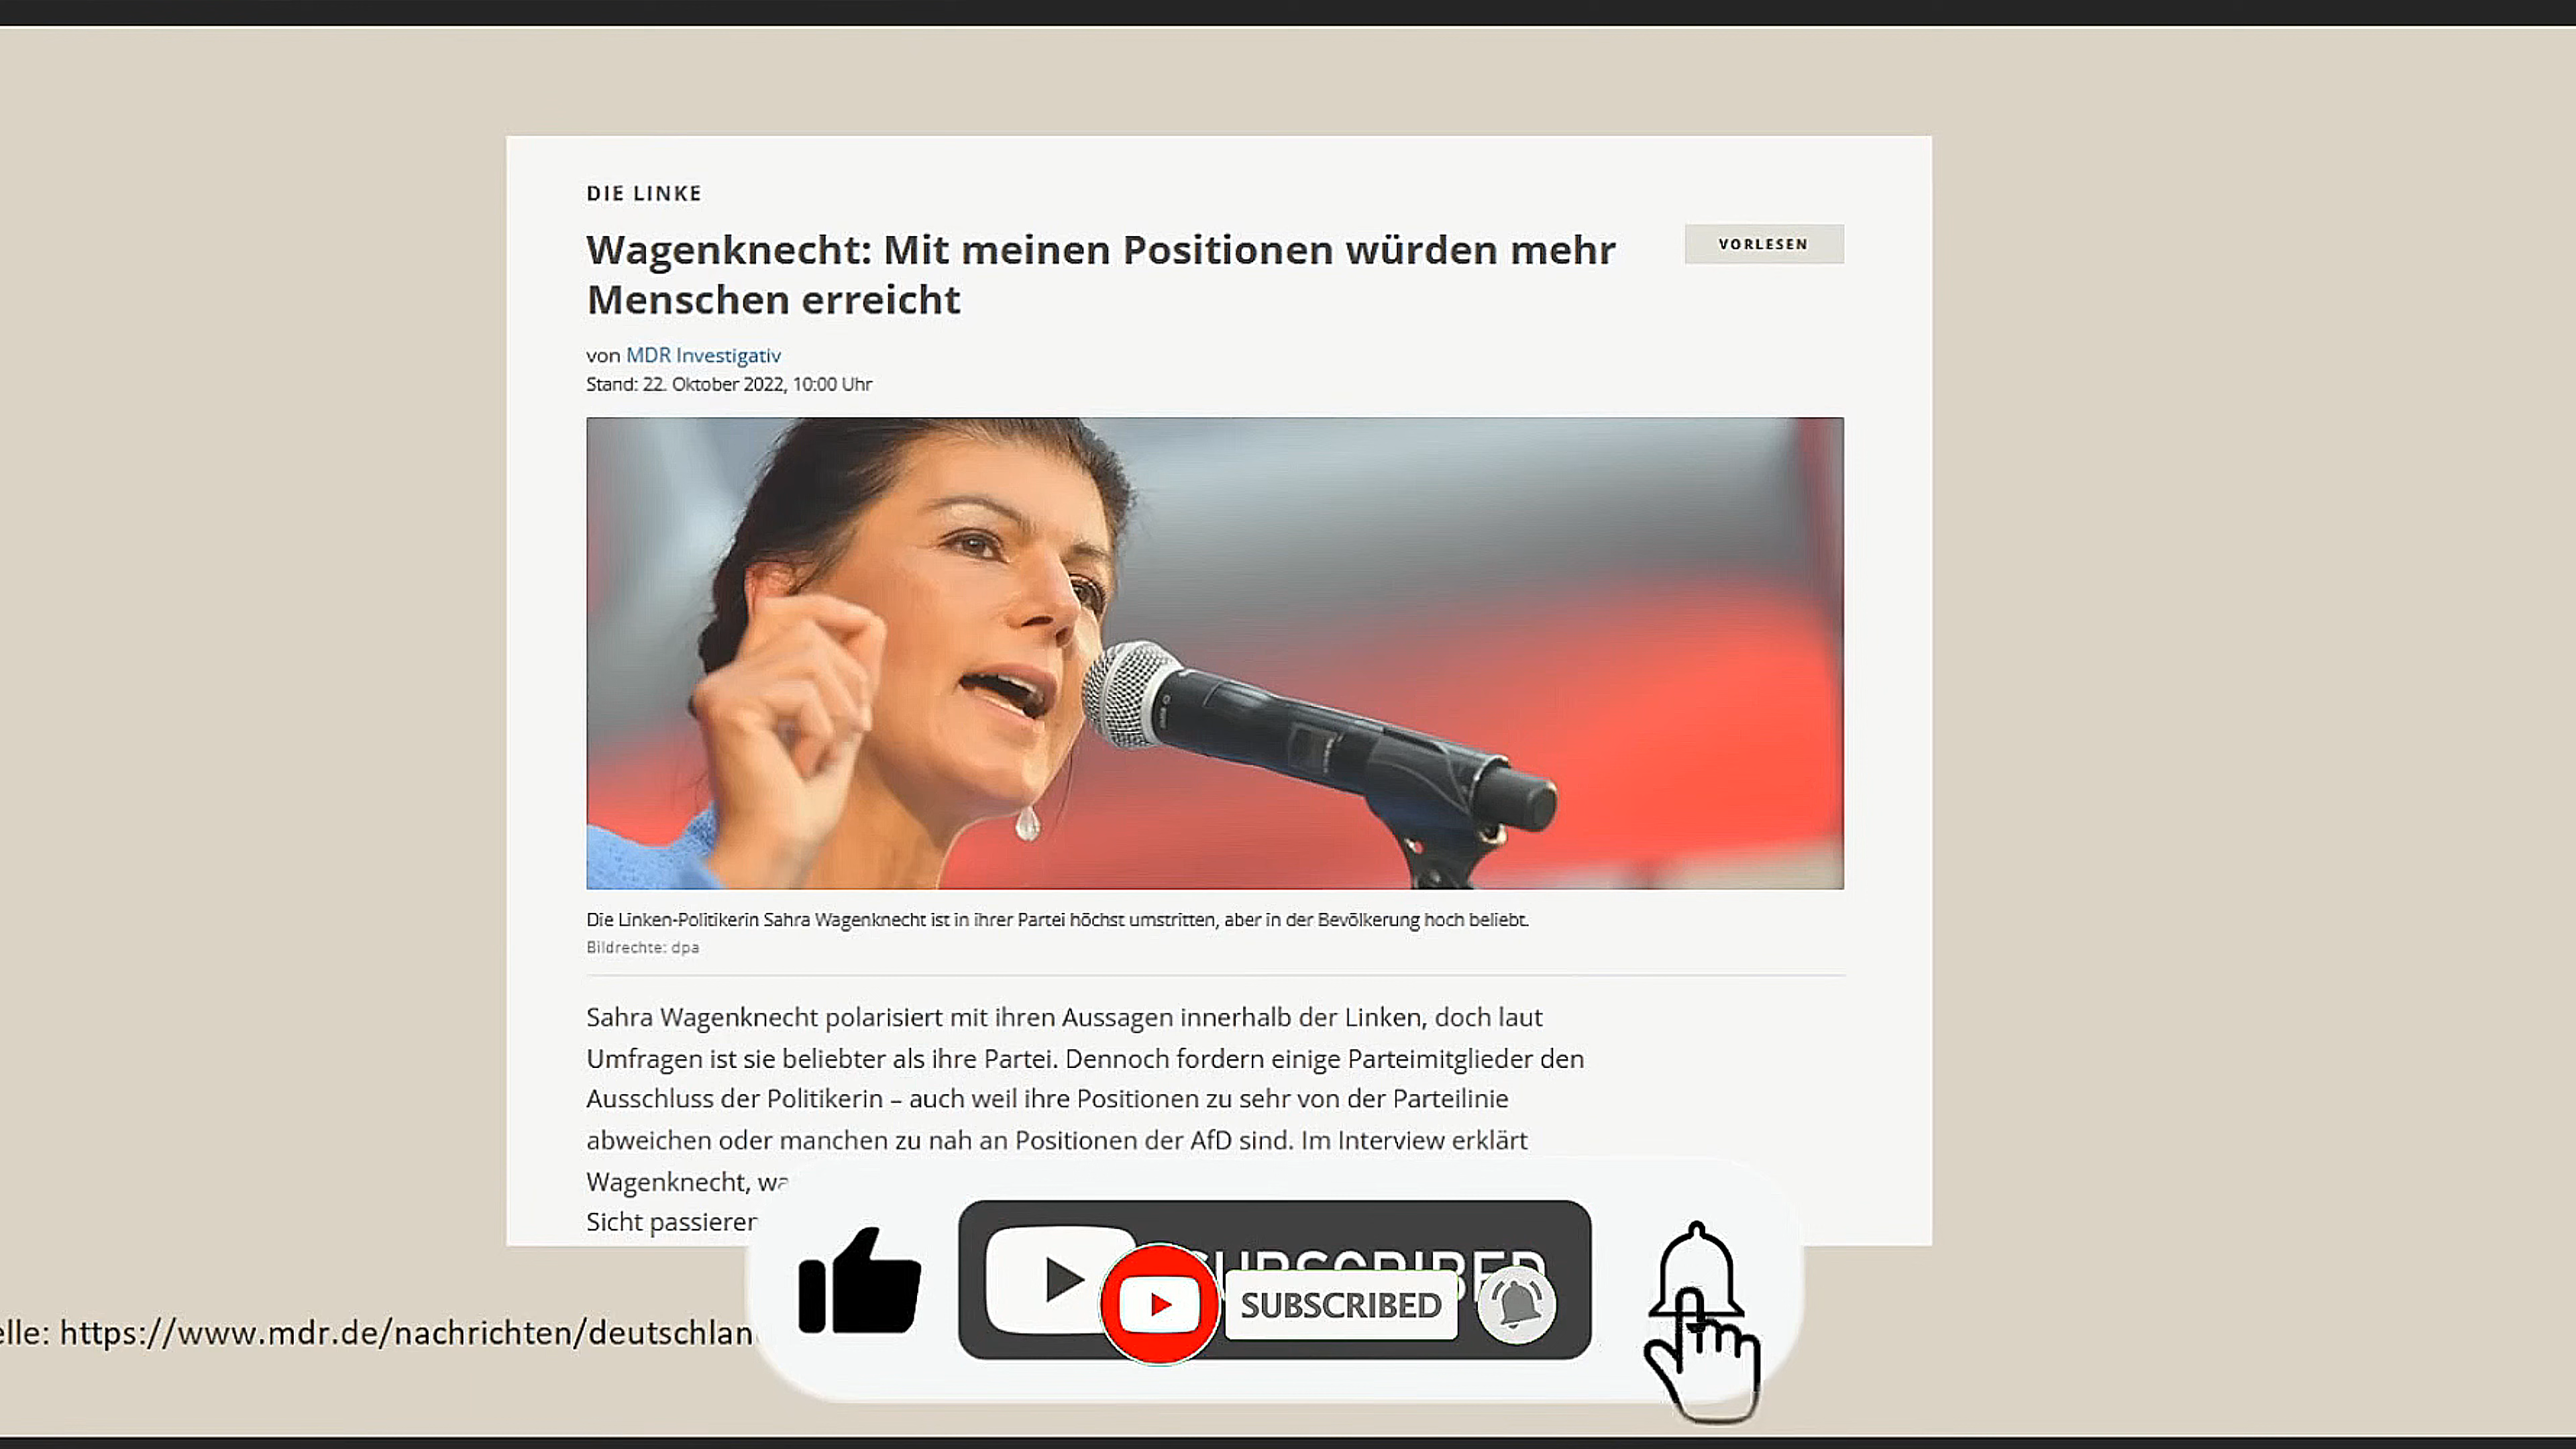 DIE LINKE
Wagenknecht: Mit meinen Positionen würden mehr
Menschen erreicht
VORLESEN
von MDR Investigativ
Stand: 22. Oktober 2022, 10:00 Uhr
Die Linken-Politikerin Sahra Wagenknecht ist in ihrer Partei höchst umstritten, aber in der Bevölkerung hoch beliebt.
Bildrechte: dpa
Sahra Wagenknecht polarisiert mit ihren Aussagen innerhalb der Linken, doch laut
Umfragen ist sie beliebter als ihre Partei. Dennoch fordern einige Parteimitglieder den
Ausschluss der Politikerin – auch weil ihre Positionen zu sehr von der Parteilinie
abweichen oder manchen zu nah an Positionen der AfD sind. Im Interview erklärt
Wagenknecht,
Sicht
SUBSCRIBED
SUBSCRIBED
elle: https://www.mdr.de/nachrichten/deutschlan